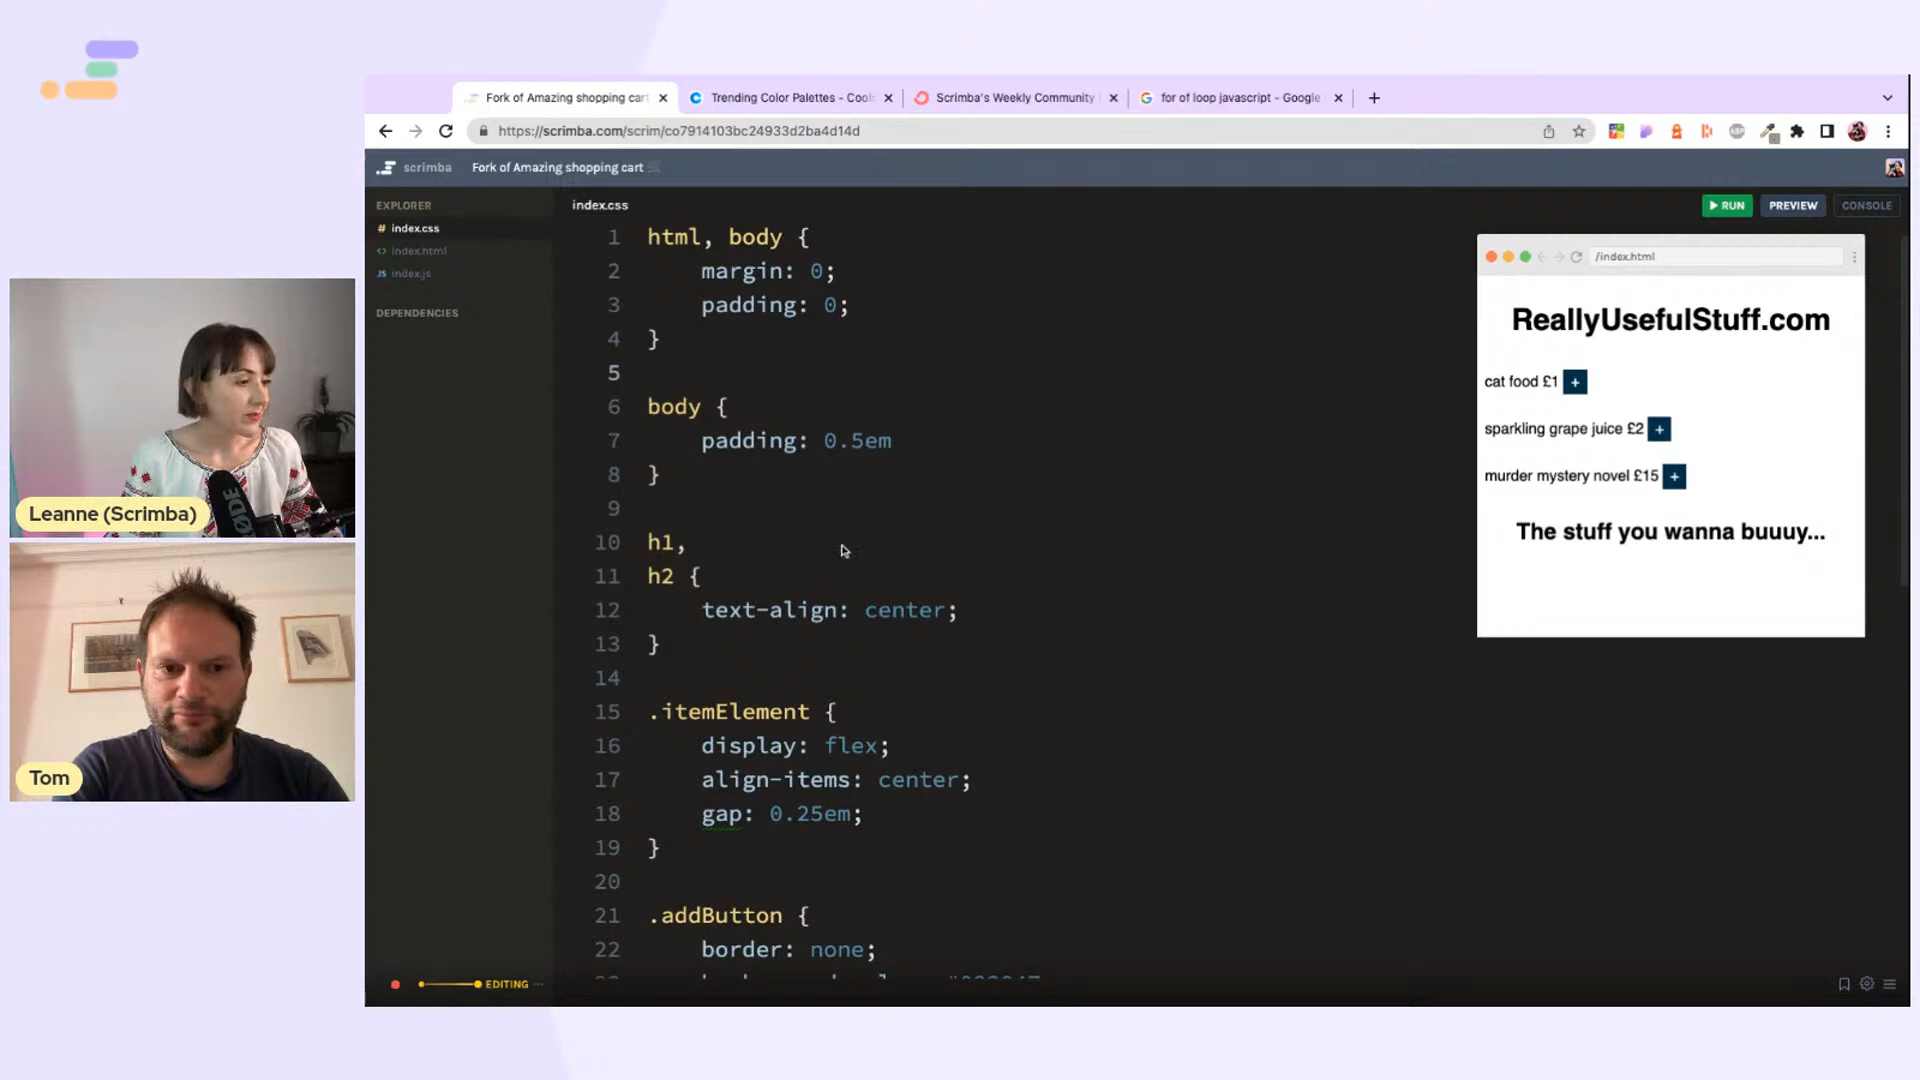 Fork of Amazing shopping cart
Trending Color Palettes - Cool
Scrimba's Weekly Community
for of loop javascript - Google
https://scrimba.com/scrim/co7914103bc24933d2ba4d14d
ABP
scrimba
Fork of Amazing shopping cart
EXPLORER
# index.css
<> index.html
JS index.js
DEPENDENCIES
index.css
RUN
PREVIEW
CONSOLE
1 html, body {
2 margin: 0;
3 padding: 0;
4 }
5
6 body {
7 padding: 0.5em
8 }
9
10 h1,
11 h2 {
12 text-align: center;
13 }
14
15 .itemElement {
16 display: flex;
17 align-items: center;
18 gap: 0.25em;
19 }
20
21 .addButton {
22 border: none;
/index.html
ReallyUsefulStuff.com
cat food £1 +
sparkling grape juice £2 +
murder mystery novel £15 +
The stuff you wanna buuuy...
EDITING
RØDE
Leanne (Scrimba)
Tom